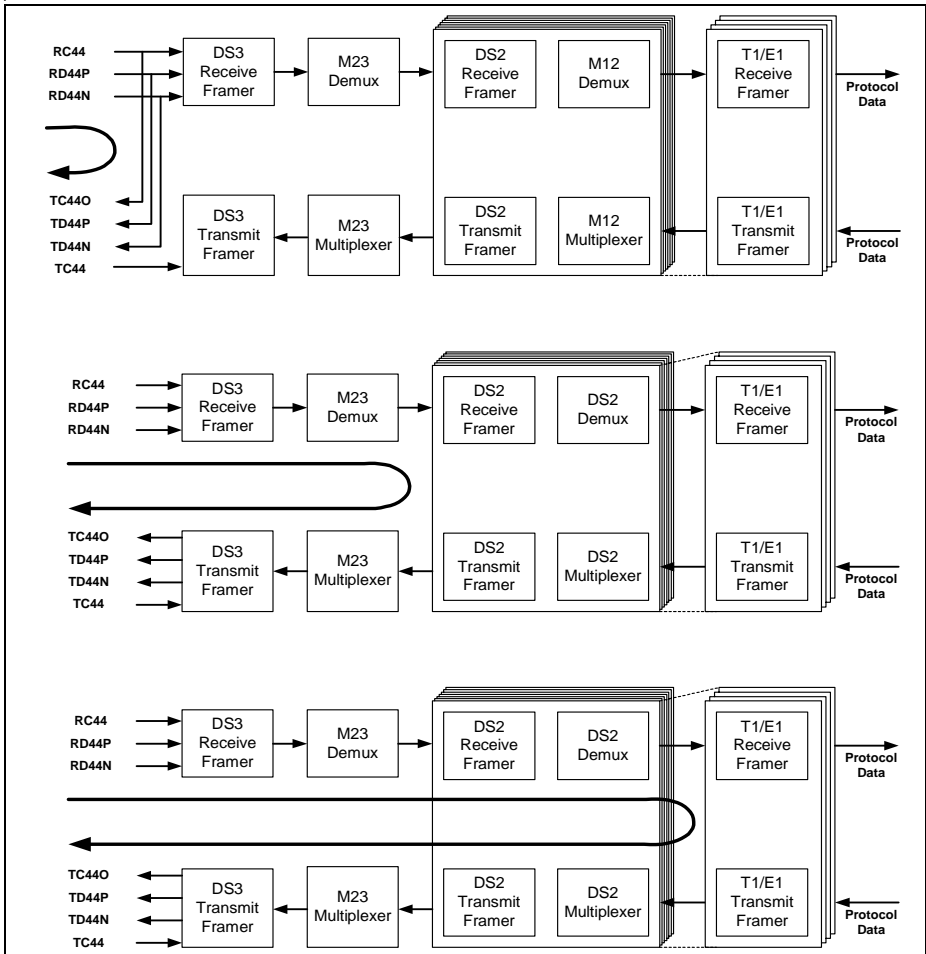 RC44
RD44P
RD44N
DS3
Receive
Framer
M23
Demux
DS2
Receive
Framer
M12
Demux
T1/E1
Receive
Framer
Protocol
Data
TC44O
TD44P
TD44N
TC44
DS3
Transmit
Framer
M23
Multiplexer
DS2
Transmit
Framer
M12
Multiplexer
T1/E1
Transmit
Framer
Protocol
Data
RC44
RD44P
RD44N
DS3
Receive
Framer
M23
Demux
DS2
Receive
Framer
DS2
Demux
T1/E1
Receive
Framer
Protocol
Data
TC44O
TD44P
TD44N
TC44
DS3
Transmit
Framer
M23
Multiplexer
DS2
Transmit
Framer
DS2
Multiplexer
T1/E1
Transmit
Framer
Protocol
Data
RC44
RD44P
RD44N
DS3
Receive
Framer
M23
Demux
DS2
Receive
Framer
DS2
Demux
T1/E1
Receive
Framer
Protocol
Data
TC44O
TD44P
TD44N
TC44
DS3
Transmit
Framer
M23
Multiplexer
DS2
Transmit
Framer
DS2
Multiplexer
T1/E1
Transmit
Framer
Protocol
Data